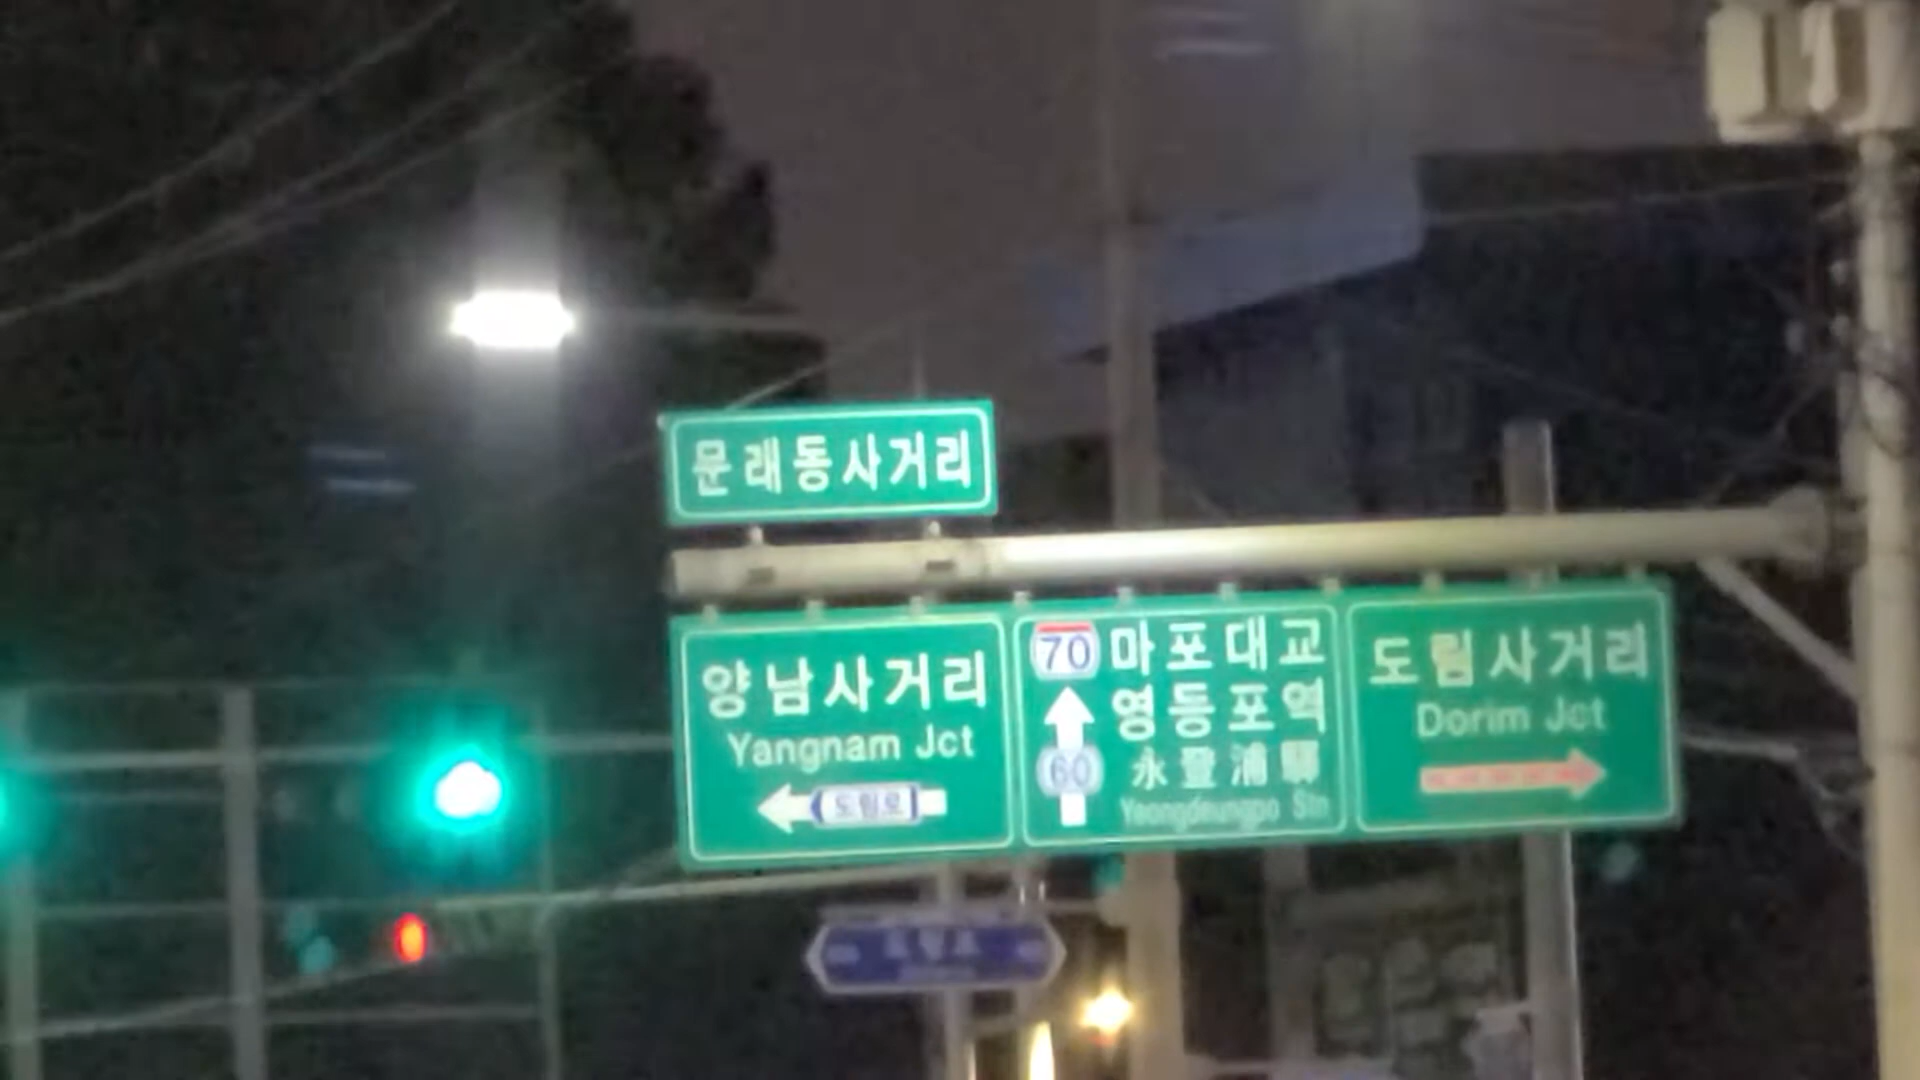 문래동사거리
양남사거리
Yangnam Jct
도림로
70 마포대교
영등포역
60 永登浦驛
Yeongdeungpo Stn
도림사거리
Dorim Jct